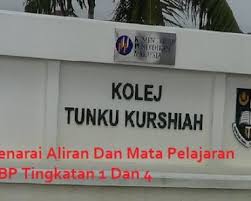 KOLEJ
TUNKU KURSHIAH
enarai Aliran Dan Mata Pelajaran
BP Tingkatan 1 Dan 4